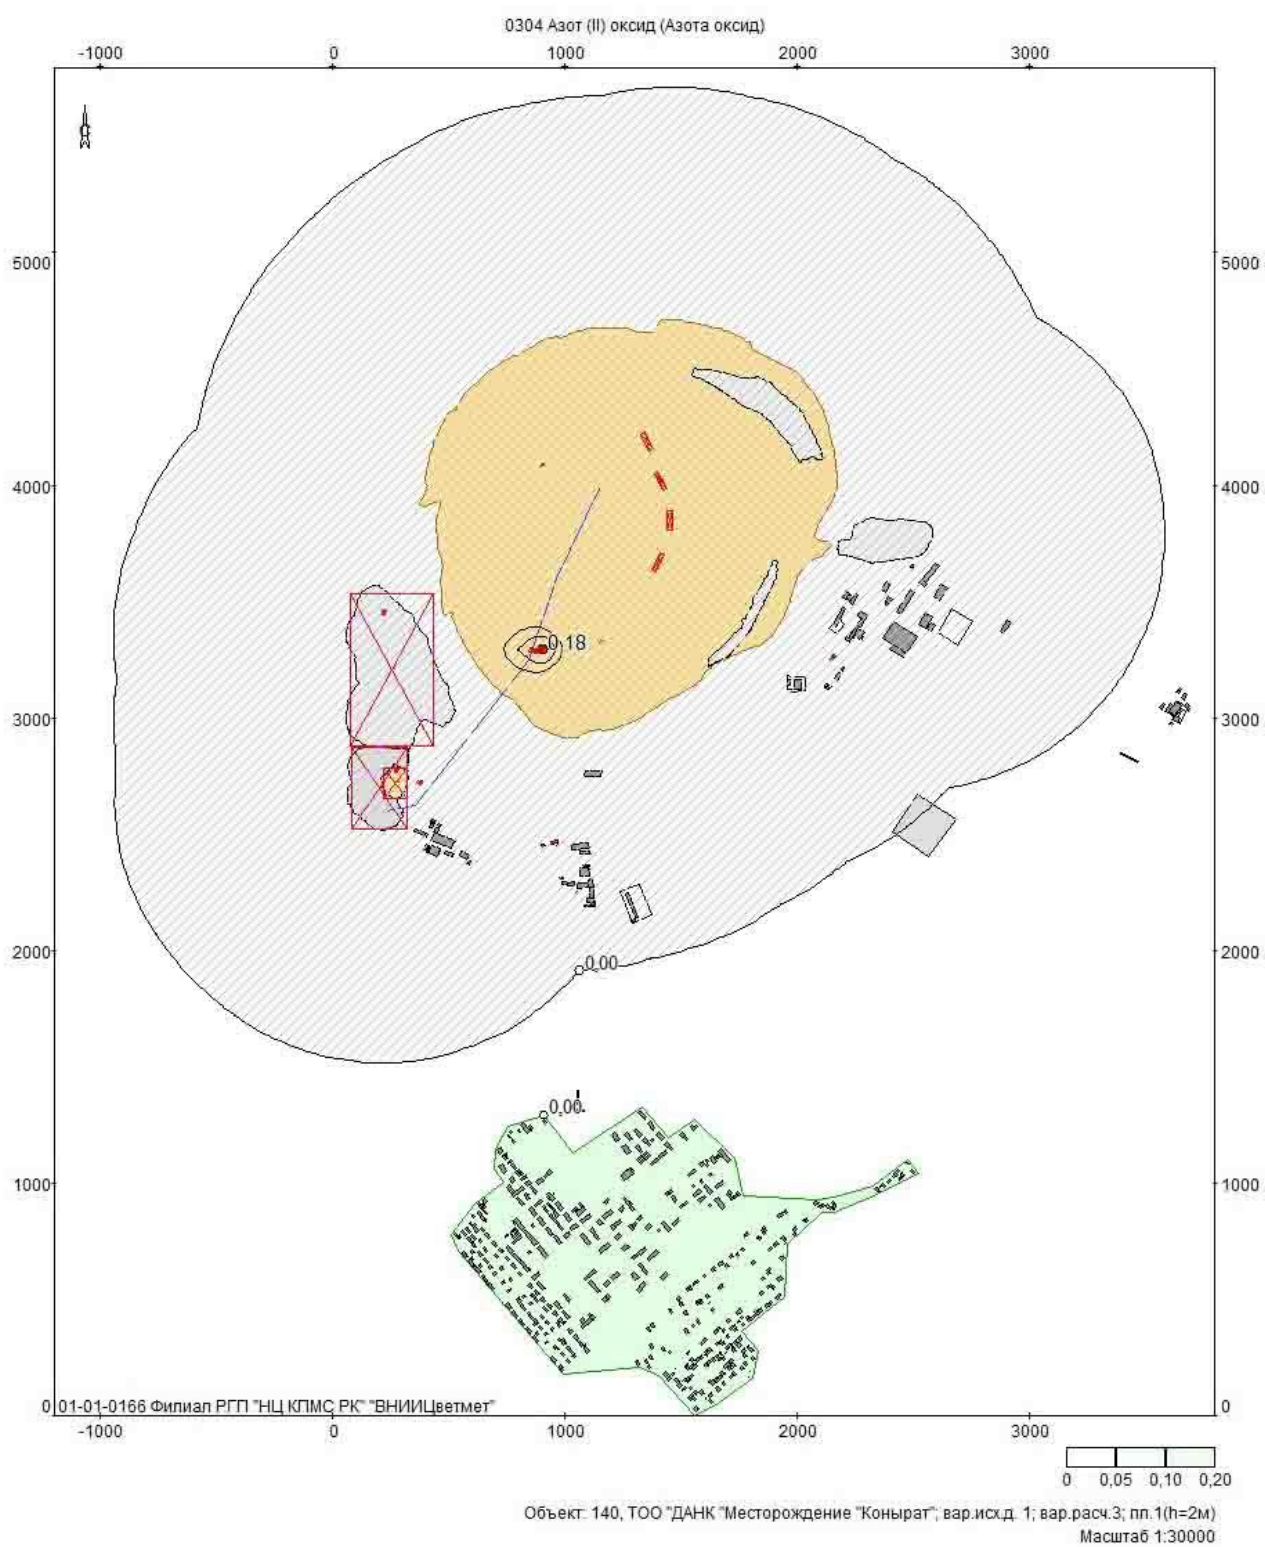 0304 Азот (II) оксид (Азота оксид)
-1000 0 1000 2000 3000
С
5000 5000
4000 4000
0,18
3000 3000
2000 2000
0,00
0,00
1000 1000
0 01-01-0166 Филиал РГП "НЦ КПМС РК" "ВНИИЦветмет" 0
-1000 0 1000 2000 3000
0 0,05 0,10 0,20
Объект: 140, ТОО "ДАНК "Месторождение "Конырат"; вар.исх.д. 1; вар.расч.3; пл.1(h=2м)
Масштаб 1:30000